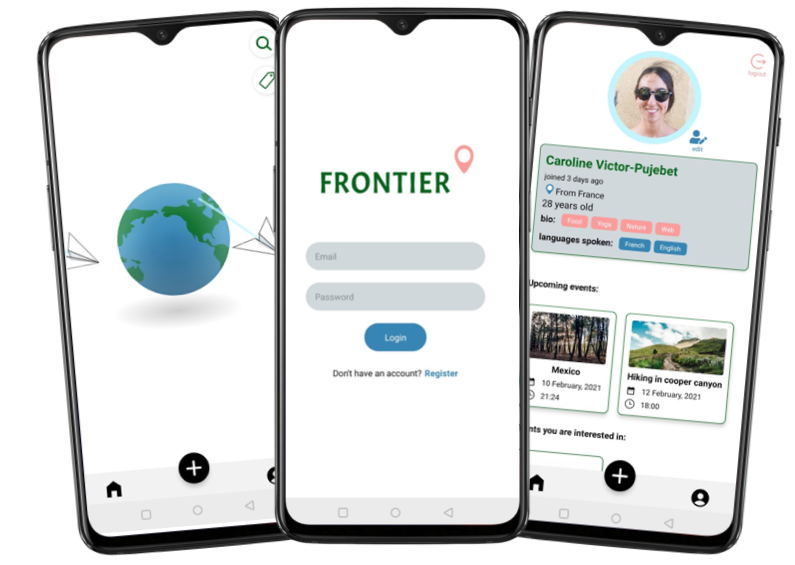 FRONTIER
Email
Password
Login
Don't have an account? Register
logout
edit
Caroline Victor-Pujebet
joined 3 days ago
From France
28 years old
bio: Food Yoga Nature Web
languages spoken: French English
Upcoming events:
Mexico
10 February, 2021
21:24
Hiking in cooper canyon
12 February, 2021
18:00
nts you are interested in: